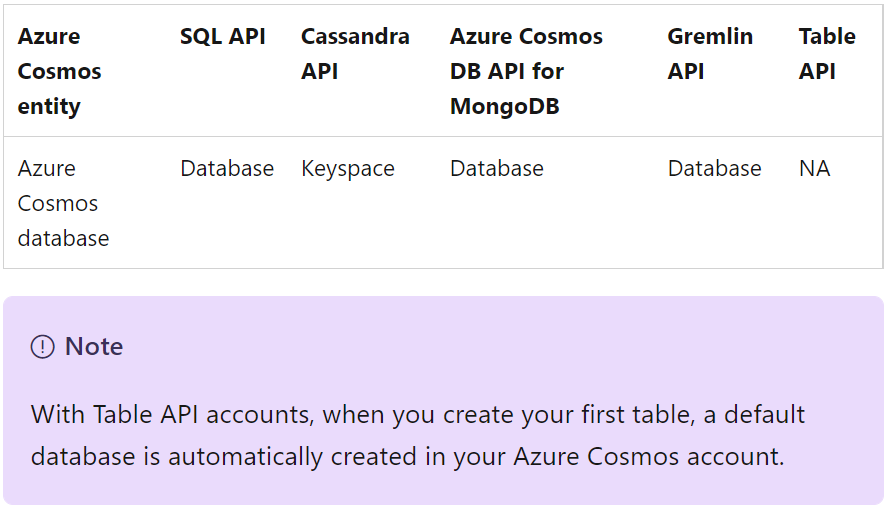 Azure Cosmos entity SQL API Cassandra API Azure Cosmos DB API for MongoDB Gremlin API Table API
Azure Cosmos database Database Keyspace Database Database NA
Note
With Table API accounts, when you create your first table, a default
database is automatically created in your Azure Cosmos account.